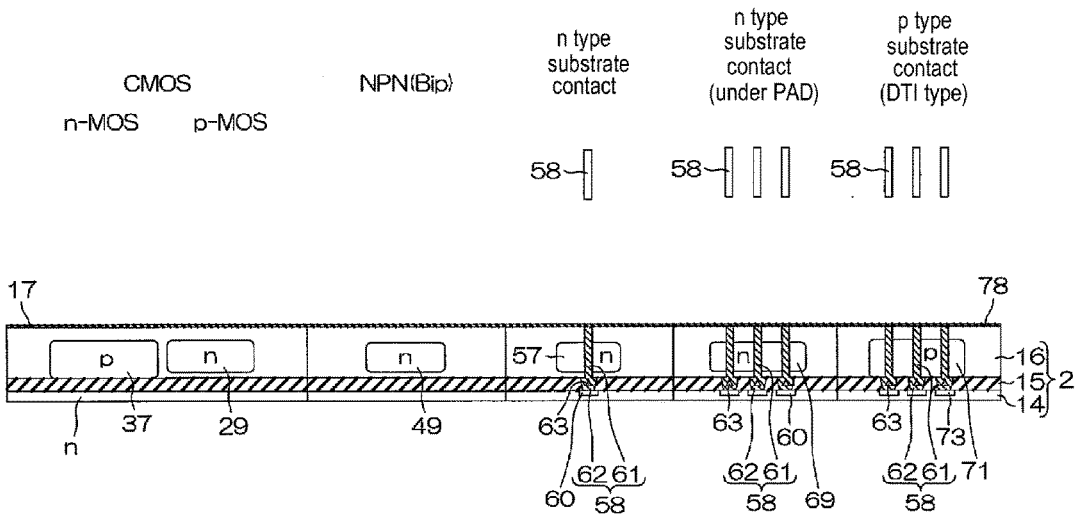 CMOS
n-MOS p-MOS
NPN(Bip)
n type
substrate
contact
n type
substrate
contact
(under PAD)
p type
substrate
contact
(DTI type)
58 58 58
17 78
p n n 57 n n p 16
15 2
14
n 37 29 49 63 63 60 63 73 71
60 62 61 62 61 69 62 61
58 58 58